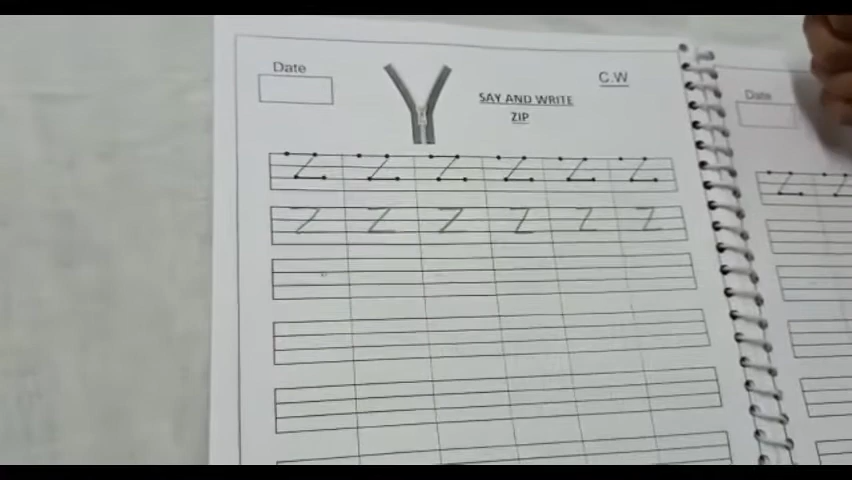 Date
C.W
SAY AND WRITE
ZIP
Z Z Z Z Z Z
Z Z Z Z Z Z
Date
Z